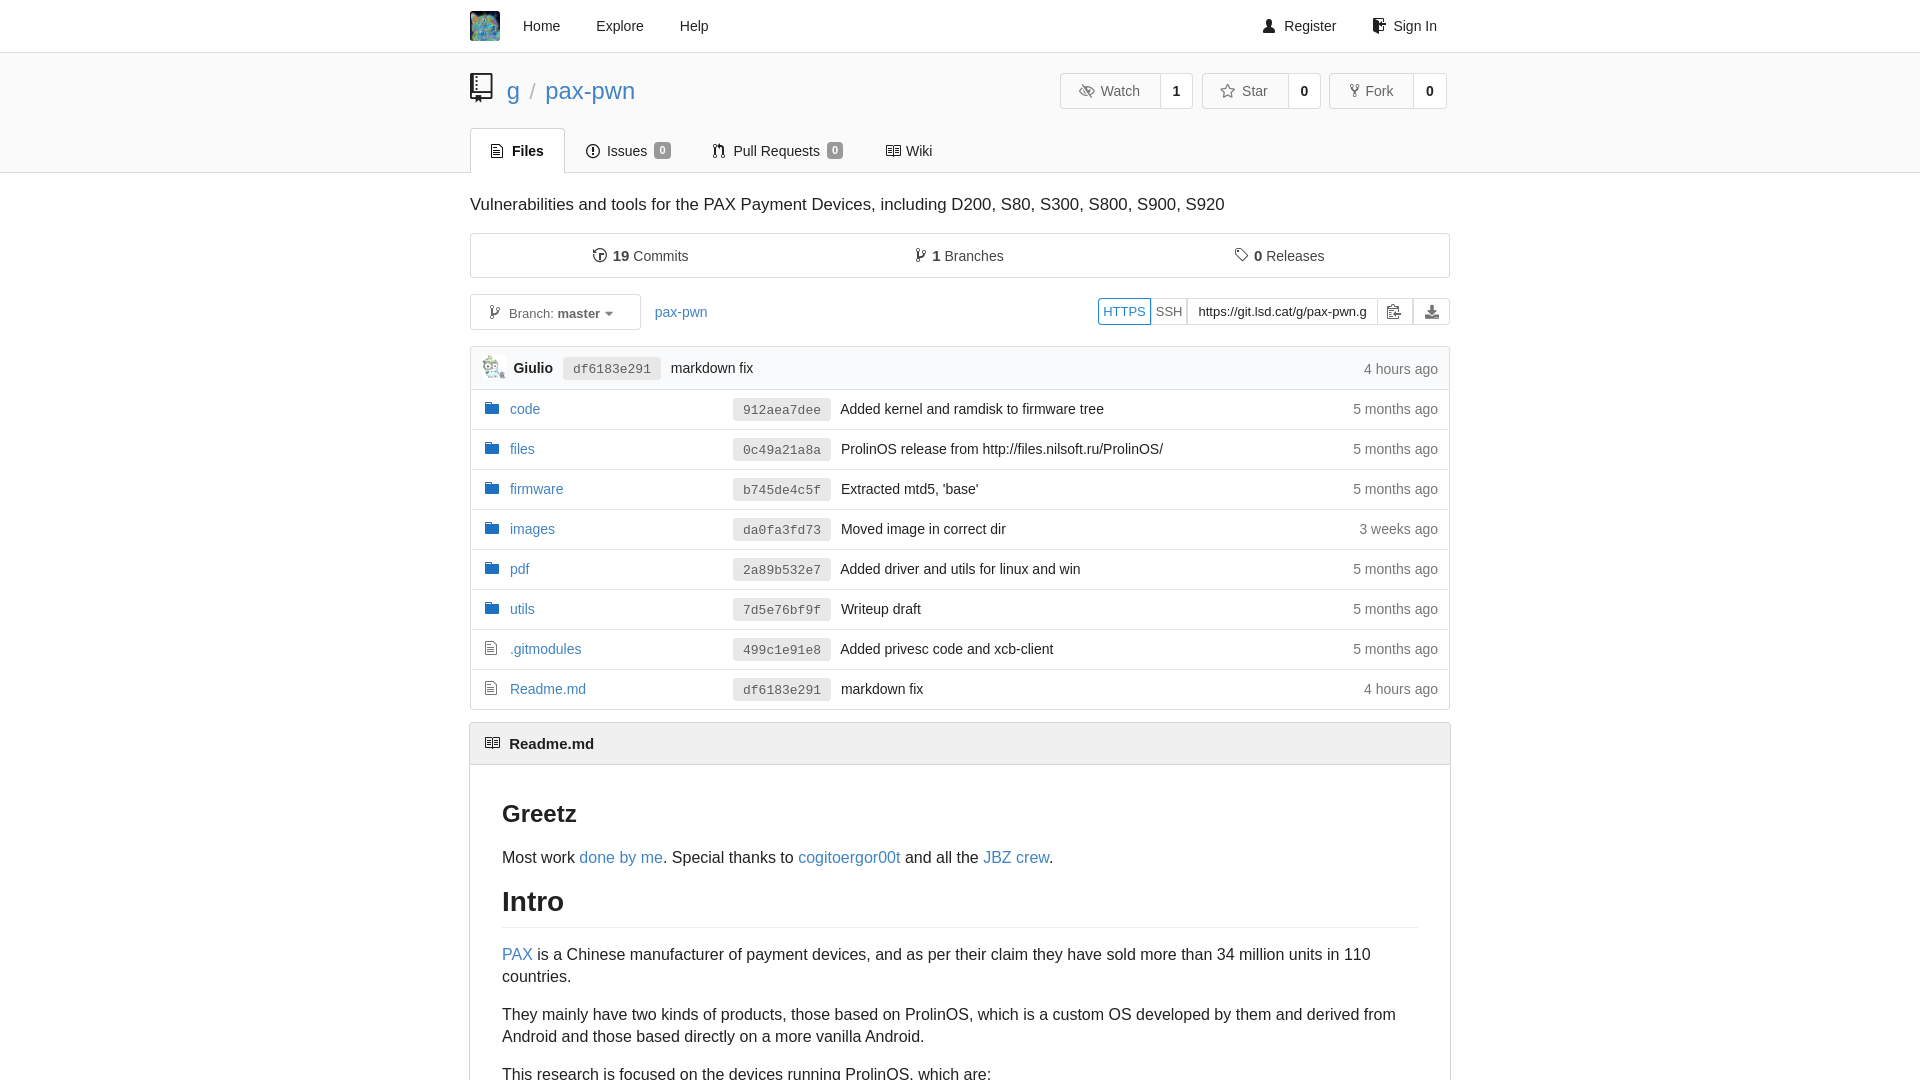 Home Explore Help Register Sign In
g / pax-pwn Watch 1 Star 0 Fork 0
Files Issues 0 Pull Requests 0 Wiki
Vulnerabilities and tools for the PAX Payment Devices, including D200, S80, S300, S800, S900, S920
19 Commits 1 Branches 0 Releases
Branch: master pax-pwn HTTPS SSH https://git.lsd.cat/g/pax-pwn.g
Giulio df6183e291 markdown fix 4 hours ago
code 912aea7dee Added kernel and ramdisk to firmware tree 5 months ago
files 0c49a21a8a ProlinOS release from http://files.nilsoft.ru/ProlinOS/ 5 months ago
firmware b745de4c5f Extracted mtd5, 'base' 5 months ago
images da0fa3fd73 Moved image in correct dir 3 weeks ago
pdf 2a89b532e7 Added driver and utils for linux and win 5 months ago
utils 7d5e76bf9f Writeup draft 5 months ago
.gitmodules 499c1e91e8 Added privesc code and xcb-client 5 months ago
Readme.md df6183e291 markdown fix 4 hours ago
Readme.md
Greetz
Most work done by me. Special thanks to cogitoergor00t and all the JBZ crew.
Intro
PAX is a Chinese manufacturer of payment devices, and as per their claim they have sold more than 34 million units in 110
countries.
They mainly have two kinds of products, those based on ProlinOS, which is a custom OS developed by them and derived from
Android and those based directly on a more vanilla Android.
This research is focused on the devices running ProlinOS, which are: